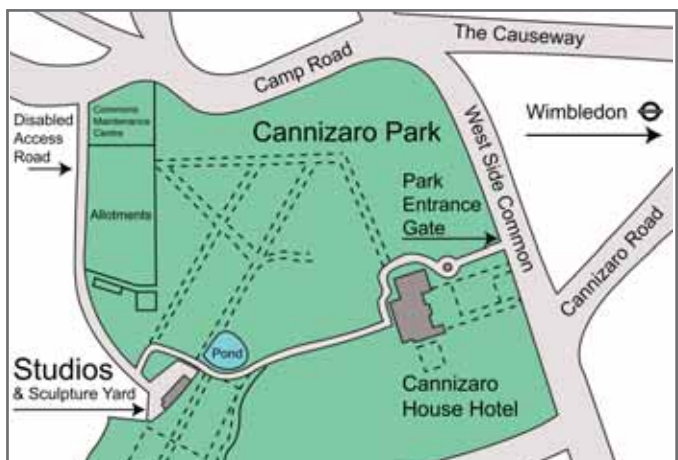 The Causeway
Camp Road
Commons
Maintenance
Centre
Disabled
Access
Road
Cannizaro Park
West Side Common
Wimbledon
Park
Entrance
Gate
Allotments
Cannizaro Road
Pond
Studios
& Sculpture Yard
Cannizaro
House Hotel